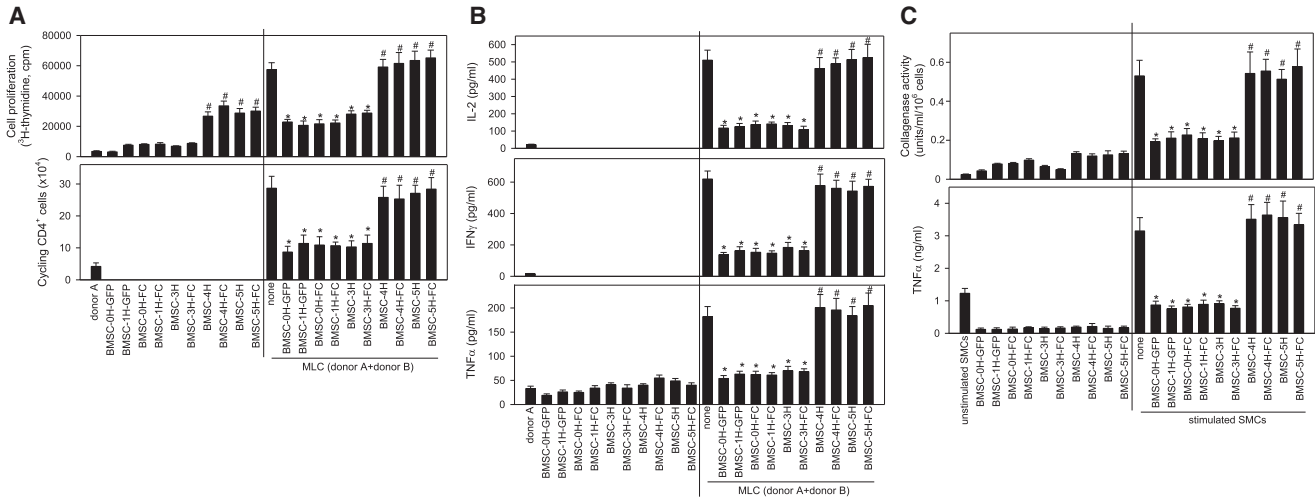 A
Cell proliferation
(³H-thymidine, cpm)
80000
60000
40000
20000
0
# # # #
* * * * * *
# # # #
Cycling CD4⁺ cells (x10⁴)
30
20
10
0
* * * * * *
# # # #
donor A
BMSC-0H-GFP
BMSC-1H-GFP
BMSC-0H-FC
BMSC-1H-FC
BMSC-3H
BMSC-3H-FC
BMSC-4H
BMSC-4H-FC
BMSC-5H
BMSC-5H-FC
none
BMSC-0H-GFP
BMSC-1H-GFP
BMSC-0H-FC
BMSC-1H-FC
BMSC-3H
BMSC-3H-FC
BMSC-4H
BMSC-4H-FC
BMSC-5H
BMSC-5H-FC
MLC (donor A+donor B)
B
IL-2 (pg/ml)
600
500
400
300
200
100
0
* * * * * *
# # # #
IFNγ (pg/ml)
600
400
200
0
* * * * * *
# # # #
TNFα (pg/ml)
200
150
100
50
0
* * * * * *
# # # #
donor A
BMSC-0H-GFP
BMSC-1H-GFP
BMSC-0H-FC
BMSC-1H-FC
BMSC-3H
BMSC-3H-FC
BMSC-4H
BMSC-4H-FC
BMSC-5H
BMSC-5H-FC
none
BMSC-0H-GFP
BMSC-1H-GFP
BMSC-0H-FC
BMSC-1H-FC
BMSC-3H
BMSC-3H-FC
BMSC-4H
BMSC-4H-FC
BMSC-5H
BMSC-5H-FC
MLC (donor A+donor B)
C
Collagenase activity
(units/ml/10⁶ cells)
0.6
0.4
0.2
0
* * * * * *
# # # #
TNFα (ng/ml)
4
3
2
1
0
* * * * * *
# # # #
unstimulated SMCs
BMSC-0H-GFP
BMSC-1H-GFP
BMSC-0H-FC
BMSC-1H-FC
BMSC-3H
BMSC-3H-FC
BMSC-4H
BMSC-4H-FC
BMSC-5H
BMSC-5H-FC
none
BMSC-0H-GFP
BMSC-1H-GFP
BMSC-0H-FC
BMSC-1H-FC
BMSC-3H
BMSC-3H-FC
BMSC-4H
BMSC-4H-FC
BMSC-5H
BMSC-5H-FC
stimulated SMCs